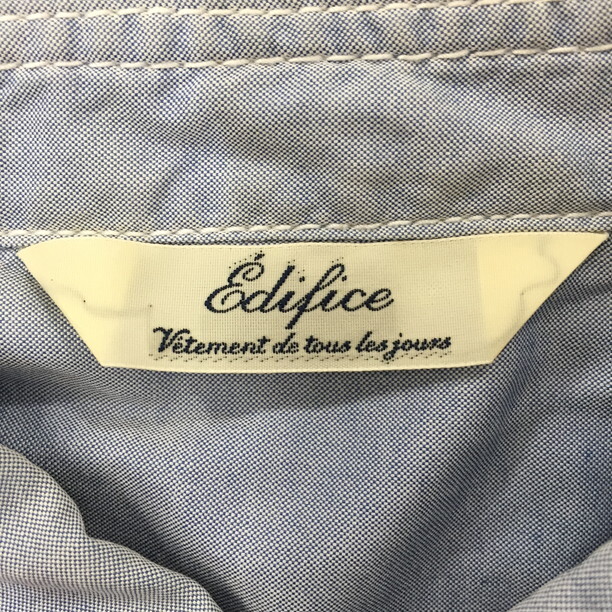 Édifice
Vêtement de tous les jours